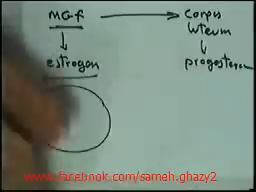 MGF → Corpus
luteum
↓ ↓
estrogen progesteron
www.facebook.com/sameh.ghazy2